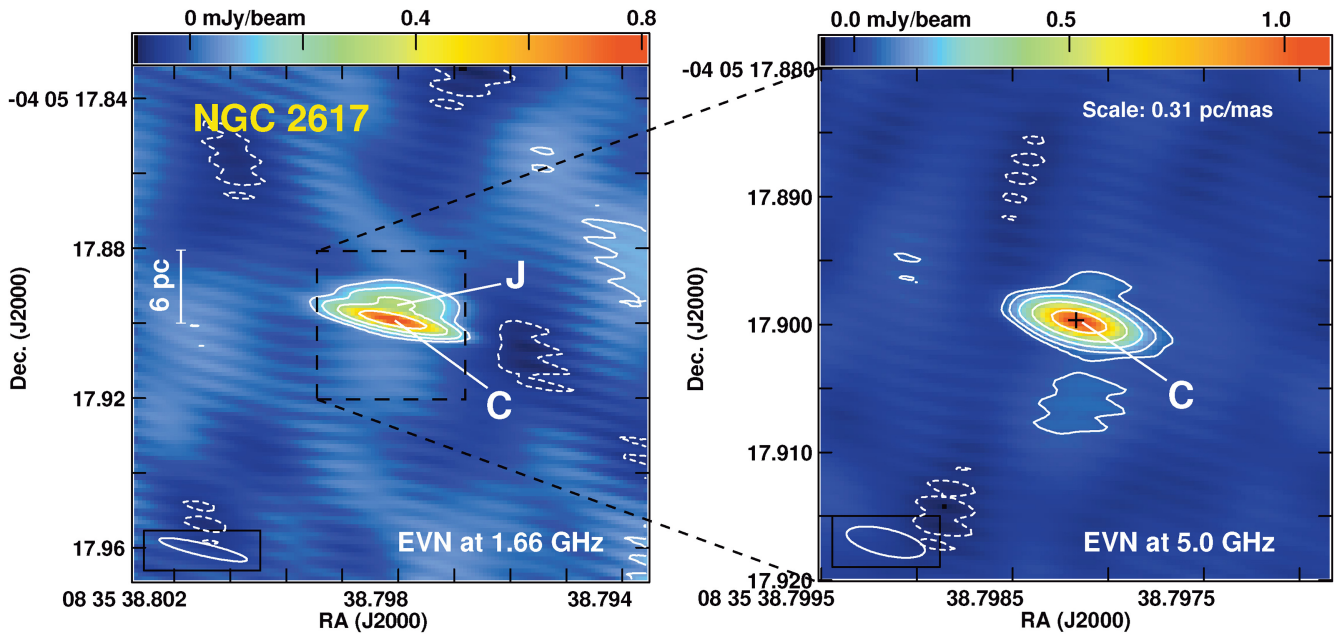 0 mJy/beam 0.4 0.8
-04 05 17.84
17.88
17.92
17.96
Dec. (J2000)
NGC 2617
6 pc
J
C
EVN at 1.66 GHz
08 35 38.802 38.798 38.794
RA (J2000)
0.0 mJy/beam 0.5 1.0
-04 05 17.880
17.890
17.900
17.910
17.920
Dec. (J2000)
Scale: 0.31 pc/mas
C
EVN at 5.0 GHz
08 35 38.7995 38.7985 38.7975
RA (J2000)